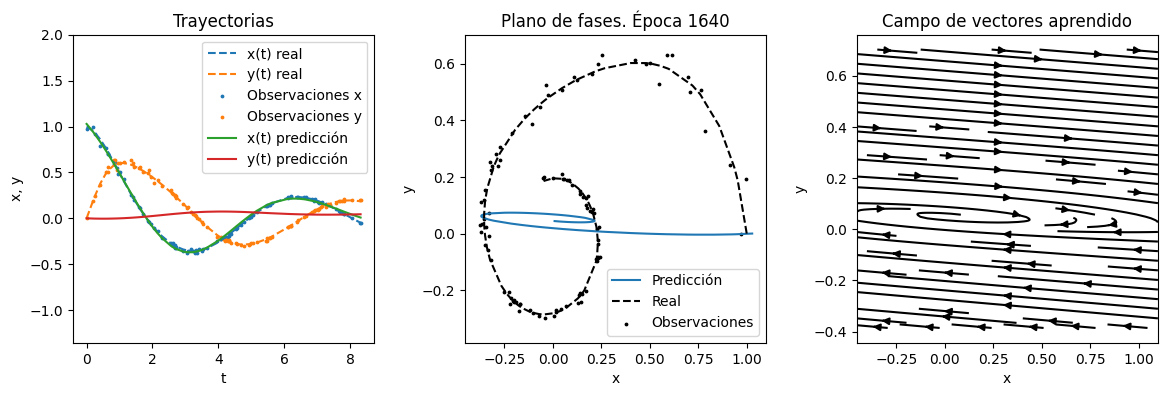 Trayectorias
2.0
1.5
1.0
0.5
0.0
−0.5
−1.0
x, y
0
2
4
6
8
t
x(t) real
y(t) real
Observaciones x
Observaciones y
x(t) predicción
y(t) predicción
Plano de fases. Época 1640
0.6
0.4
0.2
0.0
−0.2
y
−0.25
0.00
0.25
0.50
0.75
1.00
x
Predicción
Real
Observaciones
Campo de vectores aprendido
0.6
0.4
0.2
0.0
−0.2
−0.4
y
−0.25
0.00
0.25
0.50
0.75
1.00
x